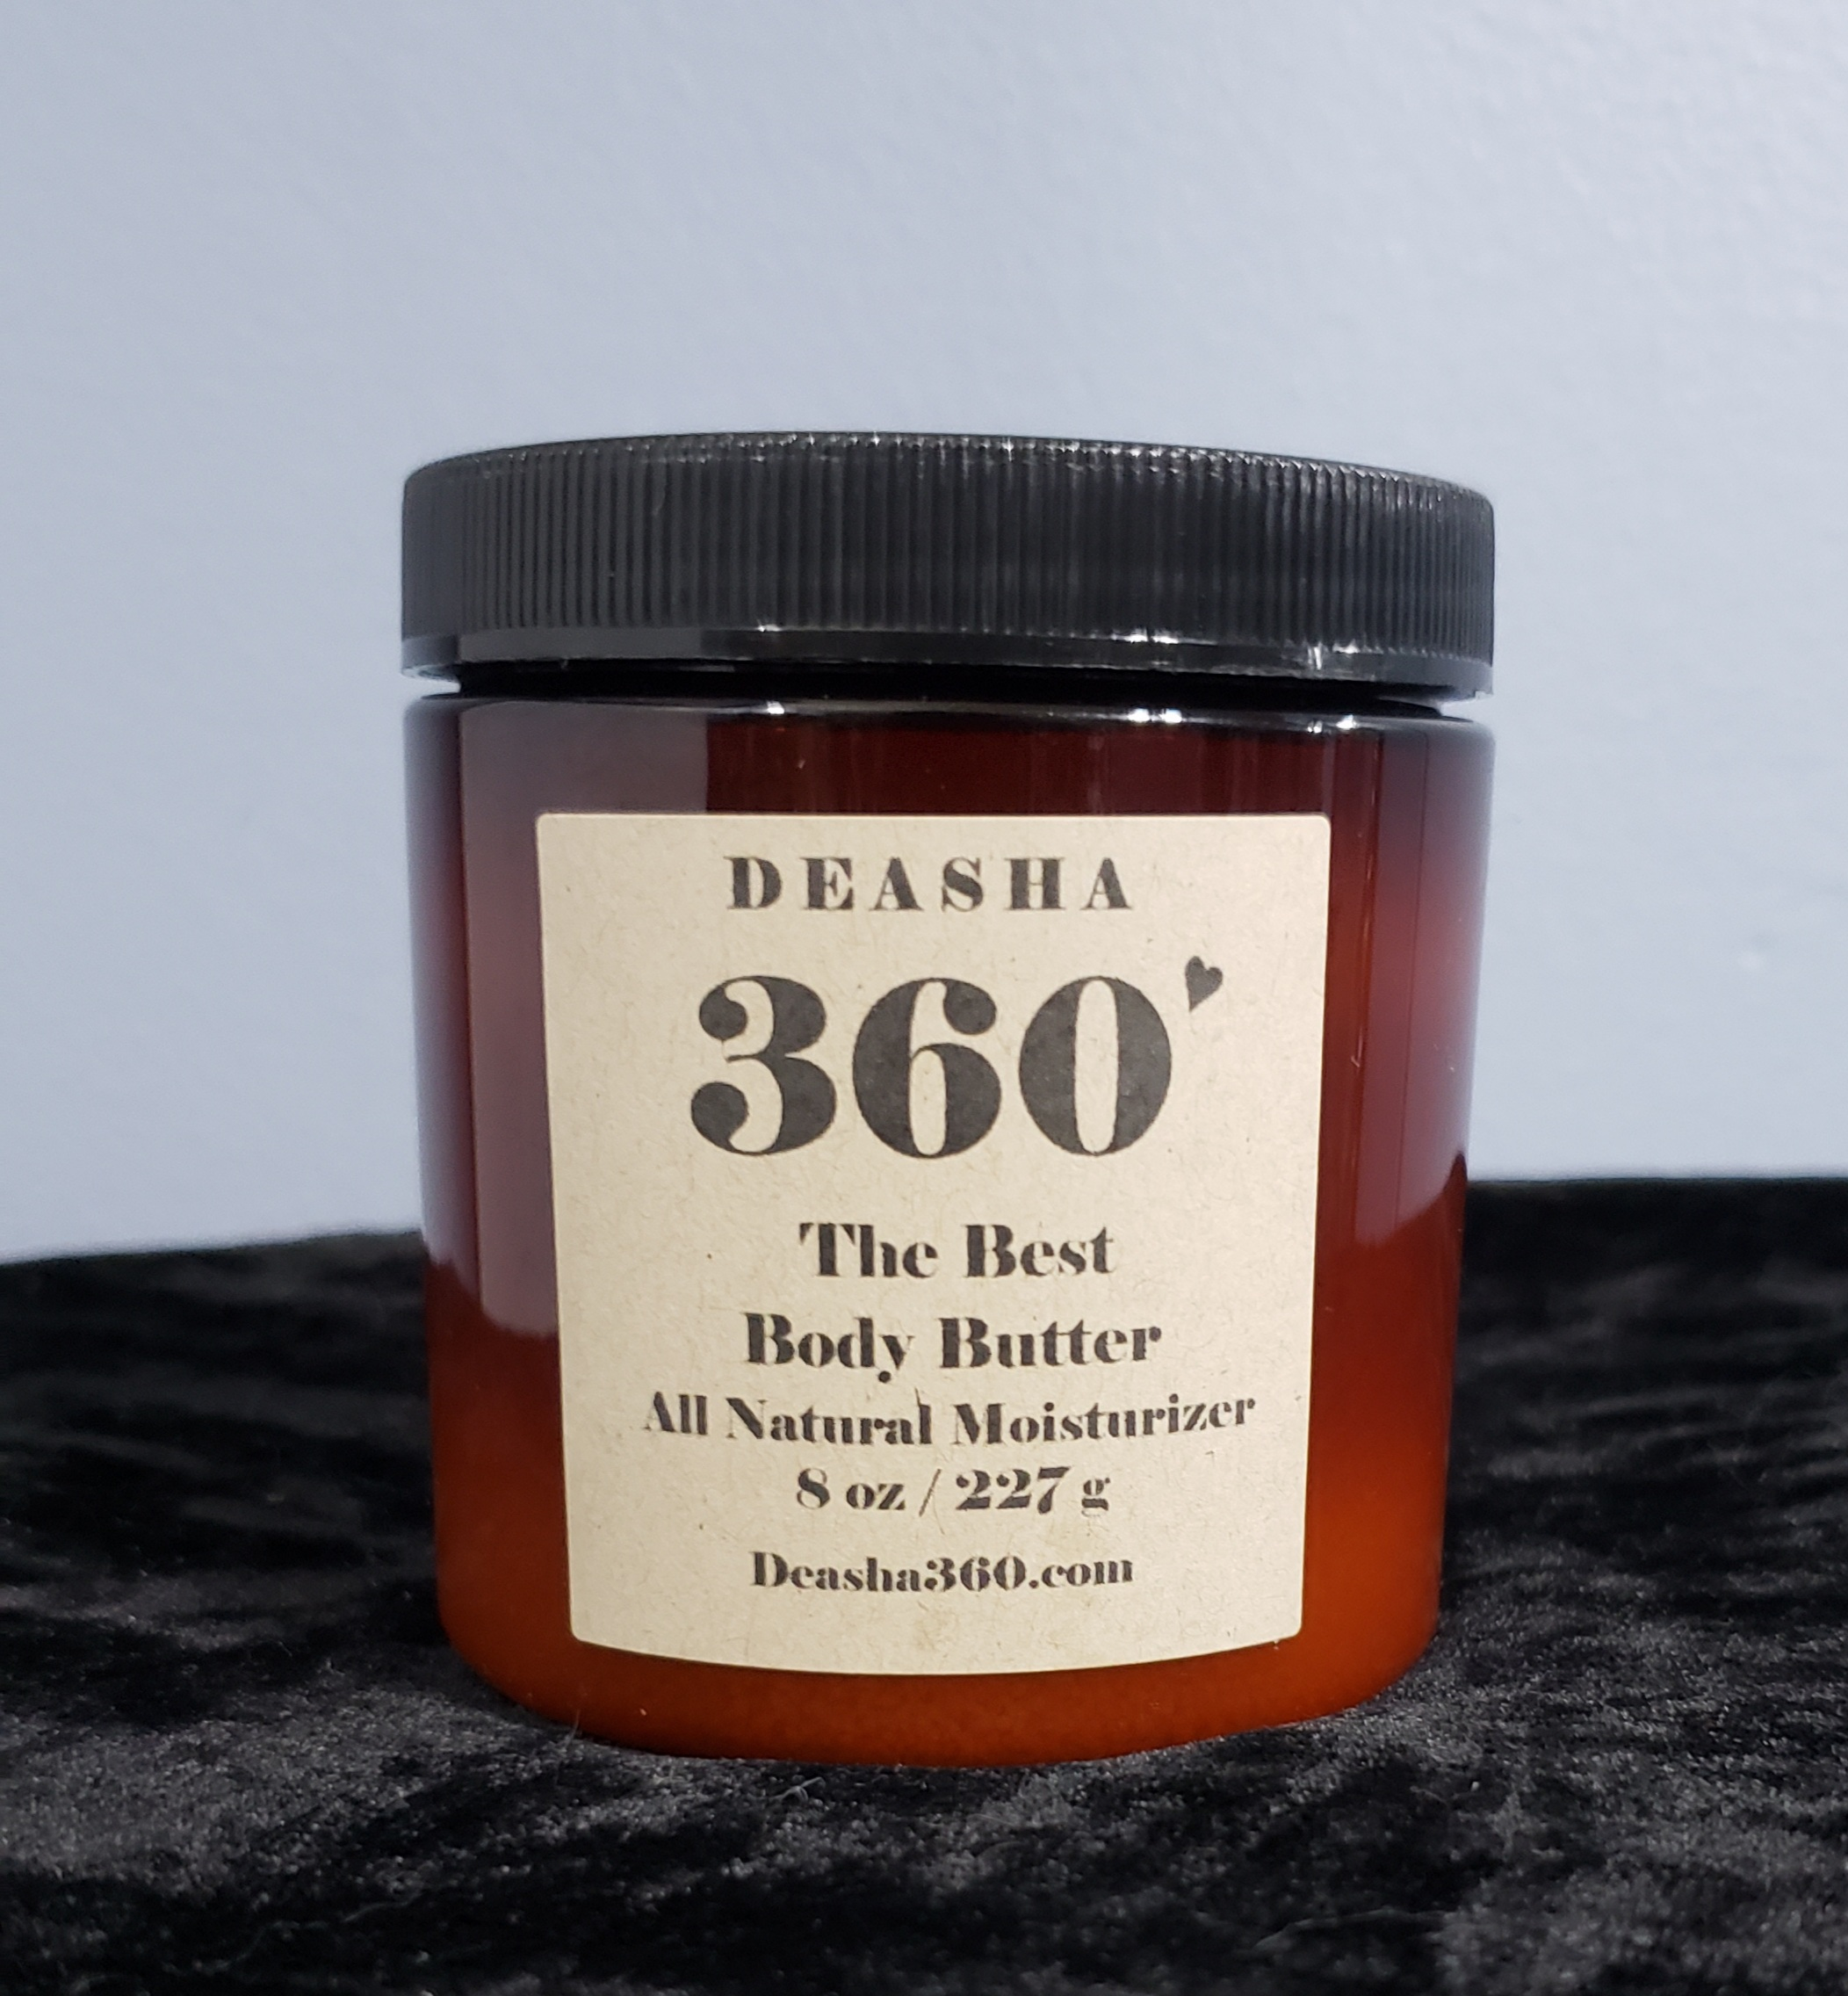 DEASHA
360
The Best
Body Butter
All Natural Moisturizer
8 oz / 227 g
Deasha360.com